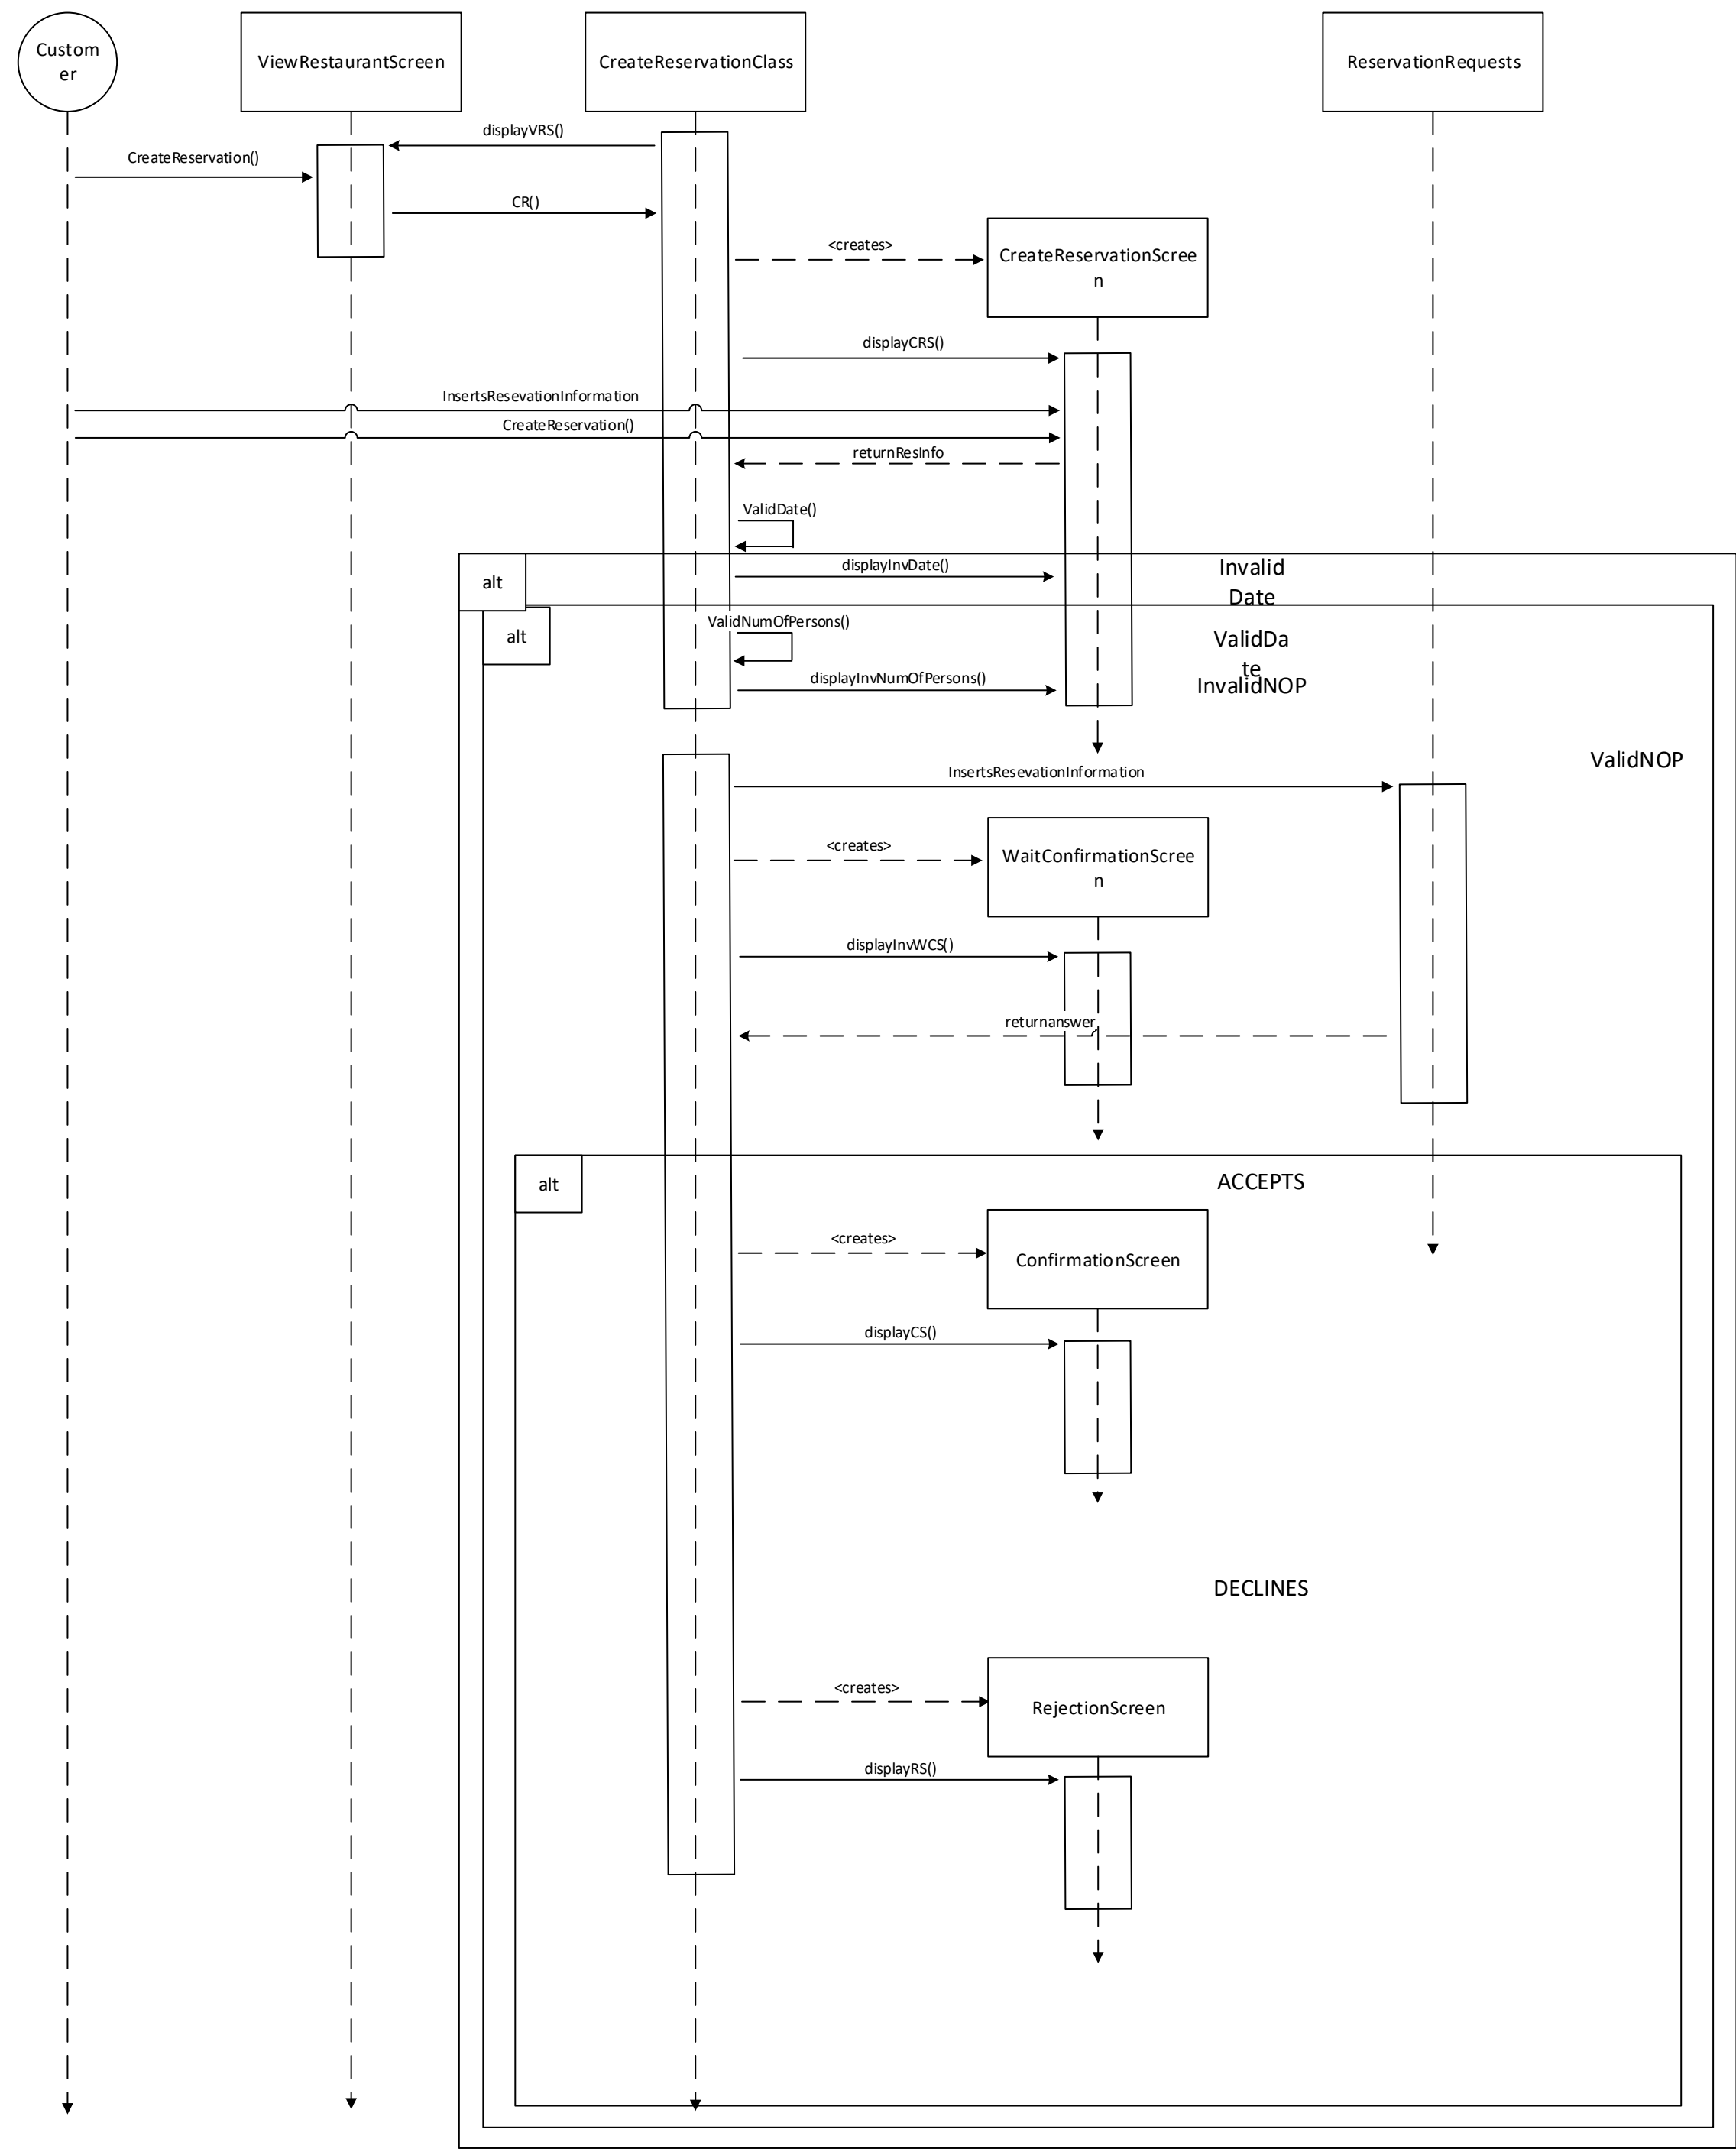 Custom
er
ViewRestaurantScreen
CreateReservationClass
ReservationRequests
displayVRS()
CreateReservation()
CR()
<creates>
CreateReservationScree
n
displayCRS()
InsertsResevationInformation
CreateReservation()
returnResInfo
ValidDate()
alt
displayInvDate()
Invalid
Date
alt
ValidNumOfPersons()
ValidDa
te
displayInvNumOfPersons()
InvalidNOP
ValidNOP
InsertsResevationInformation
<creates>
WaitConfirmationScree
n
displayInvWCS()
returnanswer
alt
ACCEPTS
<creates>
ConfirmationScreen
displayCS()
DECLINES
<creates>
RejectionScreen
displayRS()